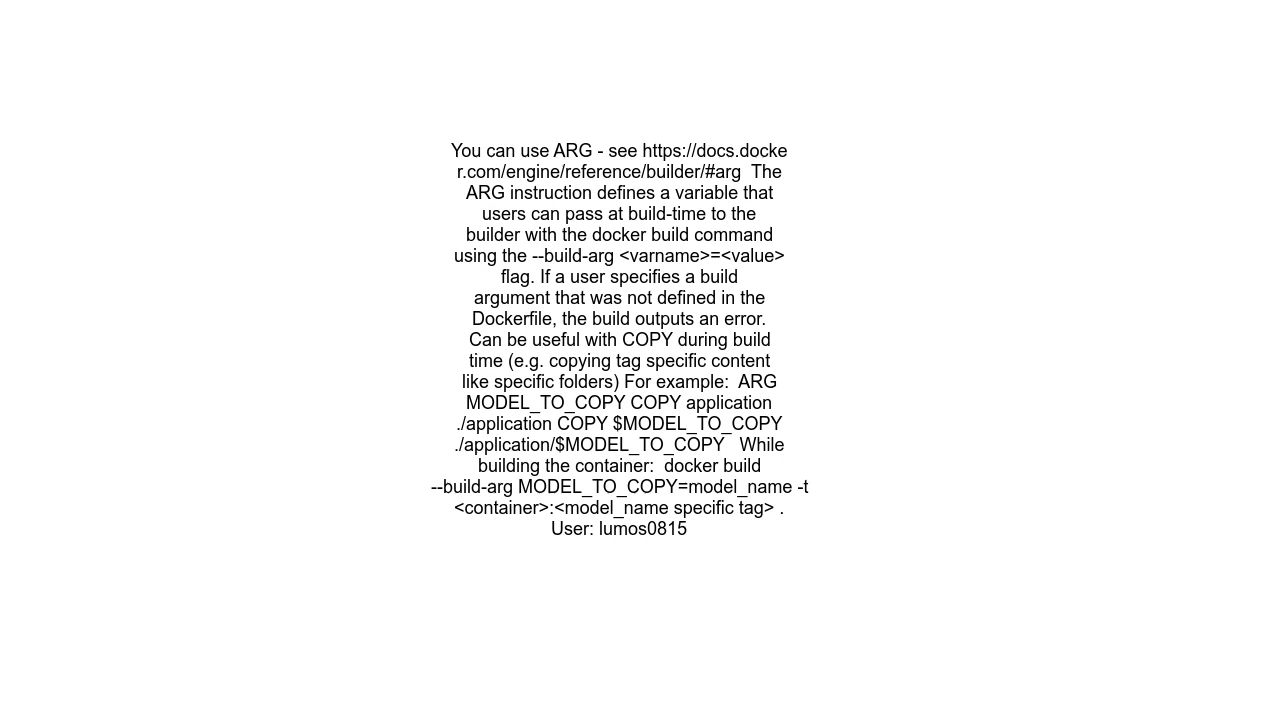 You can use ARG - see https://docs.docke
r.com/engine/reference/builder/#arg  The
ARG instruction defines a variable that
users can pass at build-time to the
builder with the docker build command
using the --build-arg <varname>=<value>
flag. If a user specifies a build
argument that was not defined in the
Dockerfile, the build outputs an error.
Can be useful with COPY during build
time (e.g. copying tag specific content
like specific folders) For example:  ARG
MODEL_TO_COPY COPY application
./application COPY $MODEL_TO_COPY
./application/$MODEL_TO_COPY   While
building the container:  docker build
--build-arg MODEL_TO_COPY=model_name -t
<container>:<model_name specific tag> .
User: lumos0815